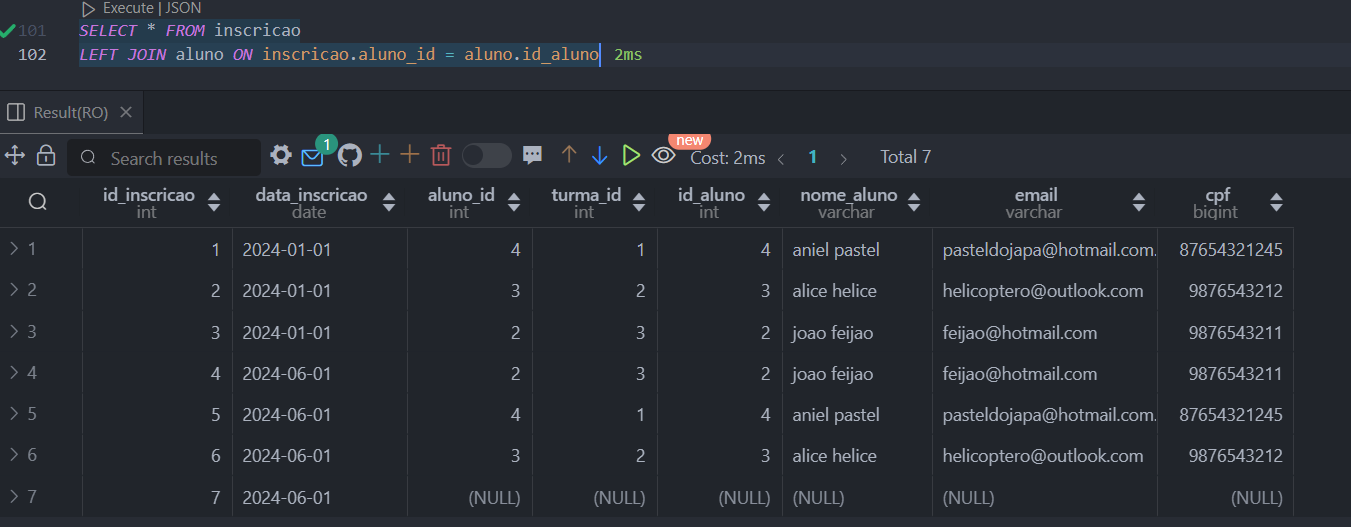 Execute | JSON
101 SELECT * FROM inscricao
102 LEFT JOIN aluno ON inscricao.aluno_id = aluno.id_aluno 2ms
Result(RO)
Search results 1 new Cost: 2ms 1 Total 7
id_inscricao data_inscricao aluno_id turma_id id_aluno nome_aluno email cpf
int date int int int varchar varchar bigint
1 1 2024-01-01 4 1 4 aniel pastel pasteldojapa@hotmail.com. 87654321245
2 2 2024-01-01 3 2 3 alice helice helicoptero@outlook.com 9876543212
3 3 2024-01-01 2 3 2 joao feijao feijao@hotmail.com 9876543211
4 4 2024-06-01 2 3 2 joao feijao feijao@hotmail.com 9876543211
5 5 2024-06-01 4 1 4 aniel pastel pasteldojapa@hotmail.com. 87654321245
6 6 2024-06-01 3 2 3 alice helice helicoptero@outlook.com 9876543212
7 7 2024-06-01 (NULL) (NULL) (NULL) (NULL) (NULL) (NULL)